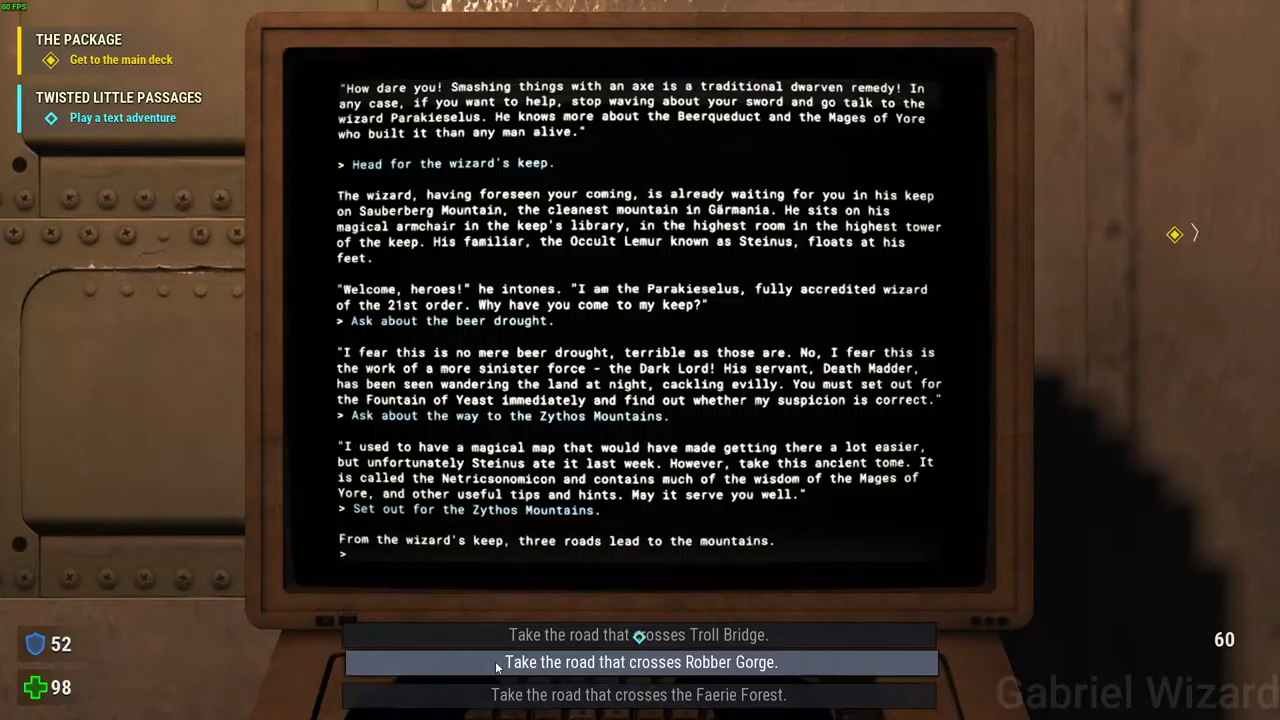 60 FPS
THE PACKAGE
Get to the main deck
TWISTED LITTLE PASSAGES
Play a text adventure
"How dare you! Smashing things with an axe is a traditional dwarven remedy! In
any case, if you want to help, stop waving about your sword and go talk to the
wizard Parakieselus. He knows more about the Beerqueduct and the Mages of Yore
who built it than any man alive."
> Head for the wizard's keep.
The wizard, having foreseen your coming, is already waiting for you in his keep
on Sauberberg Mountain, the cleanest mountain in Gärmania. He sits on his
magical armchair in the keep's library, in the highest room in the highest tower
of the keep. His familiar, the Occult Lemur known as Steinus, floats at his
feet.
"Welcome, heroes!" he intones. "I am the Parakieselus, fully accredited wizard
of the 21st order. Why have you come to my keep?"
> Ask about the beer drought.
"I fear this is no mere beer drought, terrible as those are. No, I fear this is
the work of a more sinister force - the Dark Lord! His servant, Death Madder,
has been seen wandering the land at night, cackling evilly. You must set out for
the Fountain of Yeast immediately and find out whether my suspicion is correct."
> Ask about the way to the Zythos Mountains.
"I used to have a magical map that would have made getting there a lot easier,
but unfortunately Steinus ate it last week. However, take this ancient tome. It
is called the Netricsonomicon and contains much of the wisdom of the Mages of
Yore, and other useful tips and hints. May it serve you well."
> Set out for the Zythos Mountains.
From the wizard's keep, three roads lead to the mountains.
>
Take the road that crosses Troll Bridge.
Take the road that crosses Robber Gorge.
Take the road that crosses the Faerie Forest.
52
98
60
Gabriel Wizard